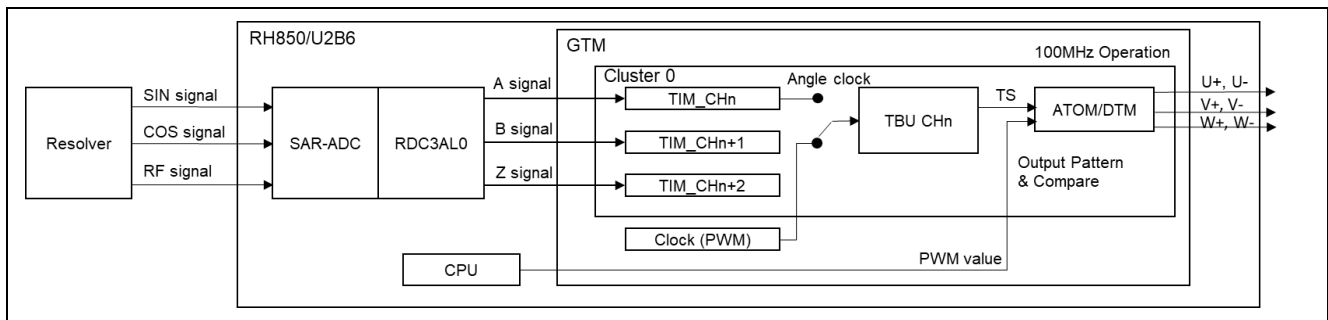 RH850/U2B6
GTM
100MHz Operation
Cluster 0
Resolver
SIN signal
COS signal
RF signal
SAR-ADC
RDC3AL0
A signal
B signal
Z signal
TIM_CHn
TIM_CHn+1
TIM_CHn+2
Angle clock
TBU CHn
TS
ATOM/DTM
U+, U-
V+, V-
W+, W-
Output Pattern
& Compare
Clock (PWM)
CPU
PWM value